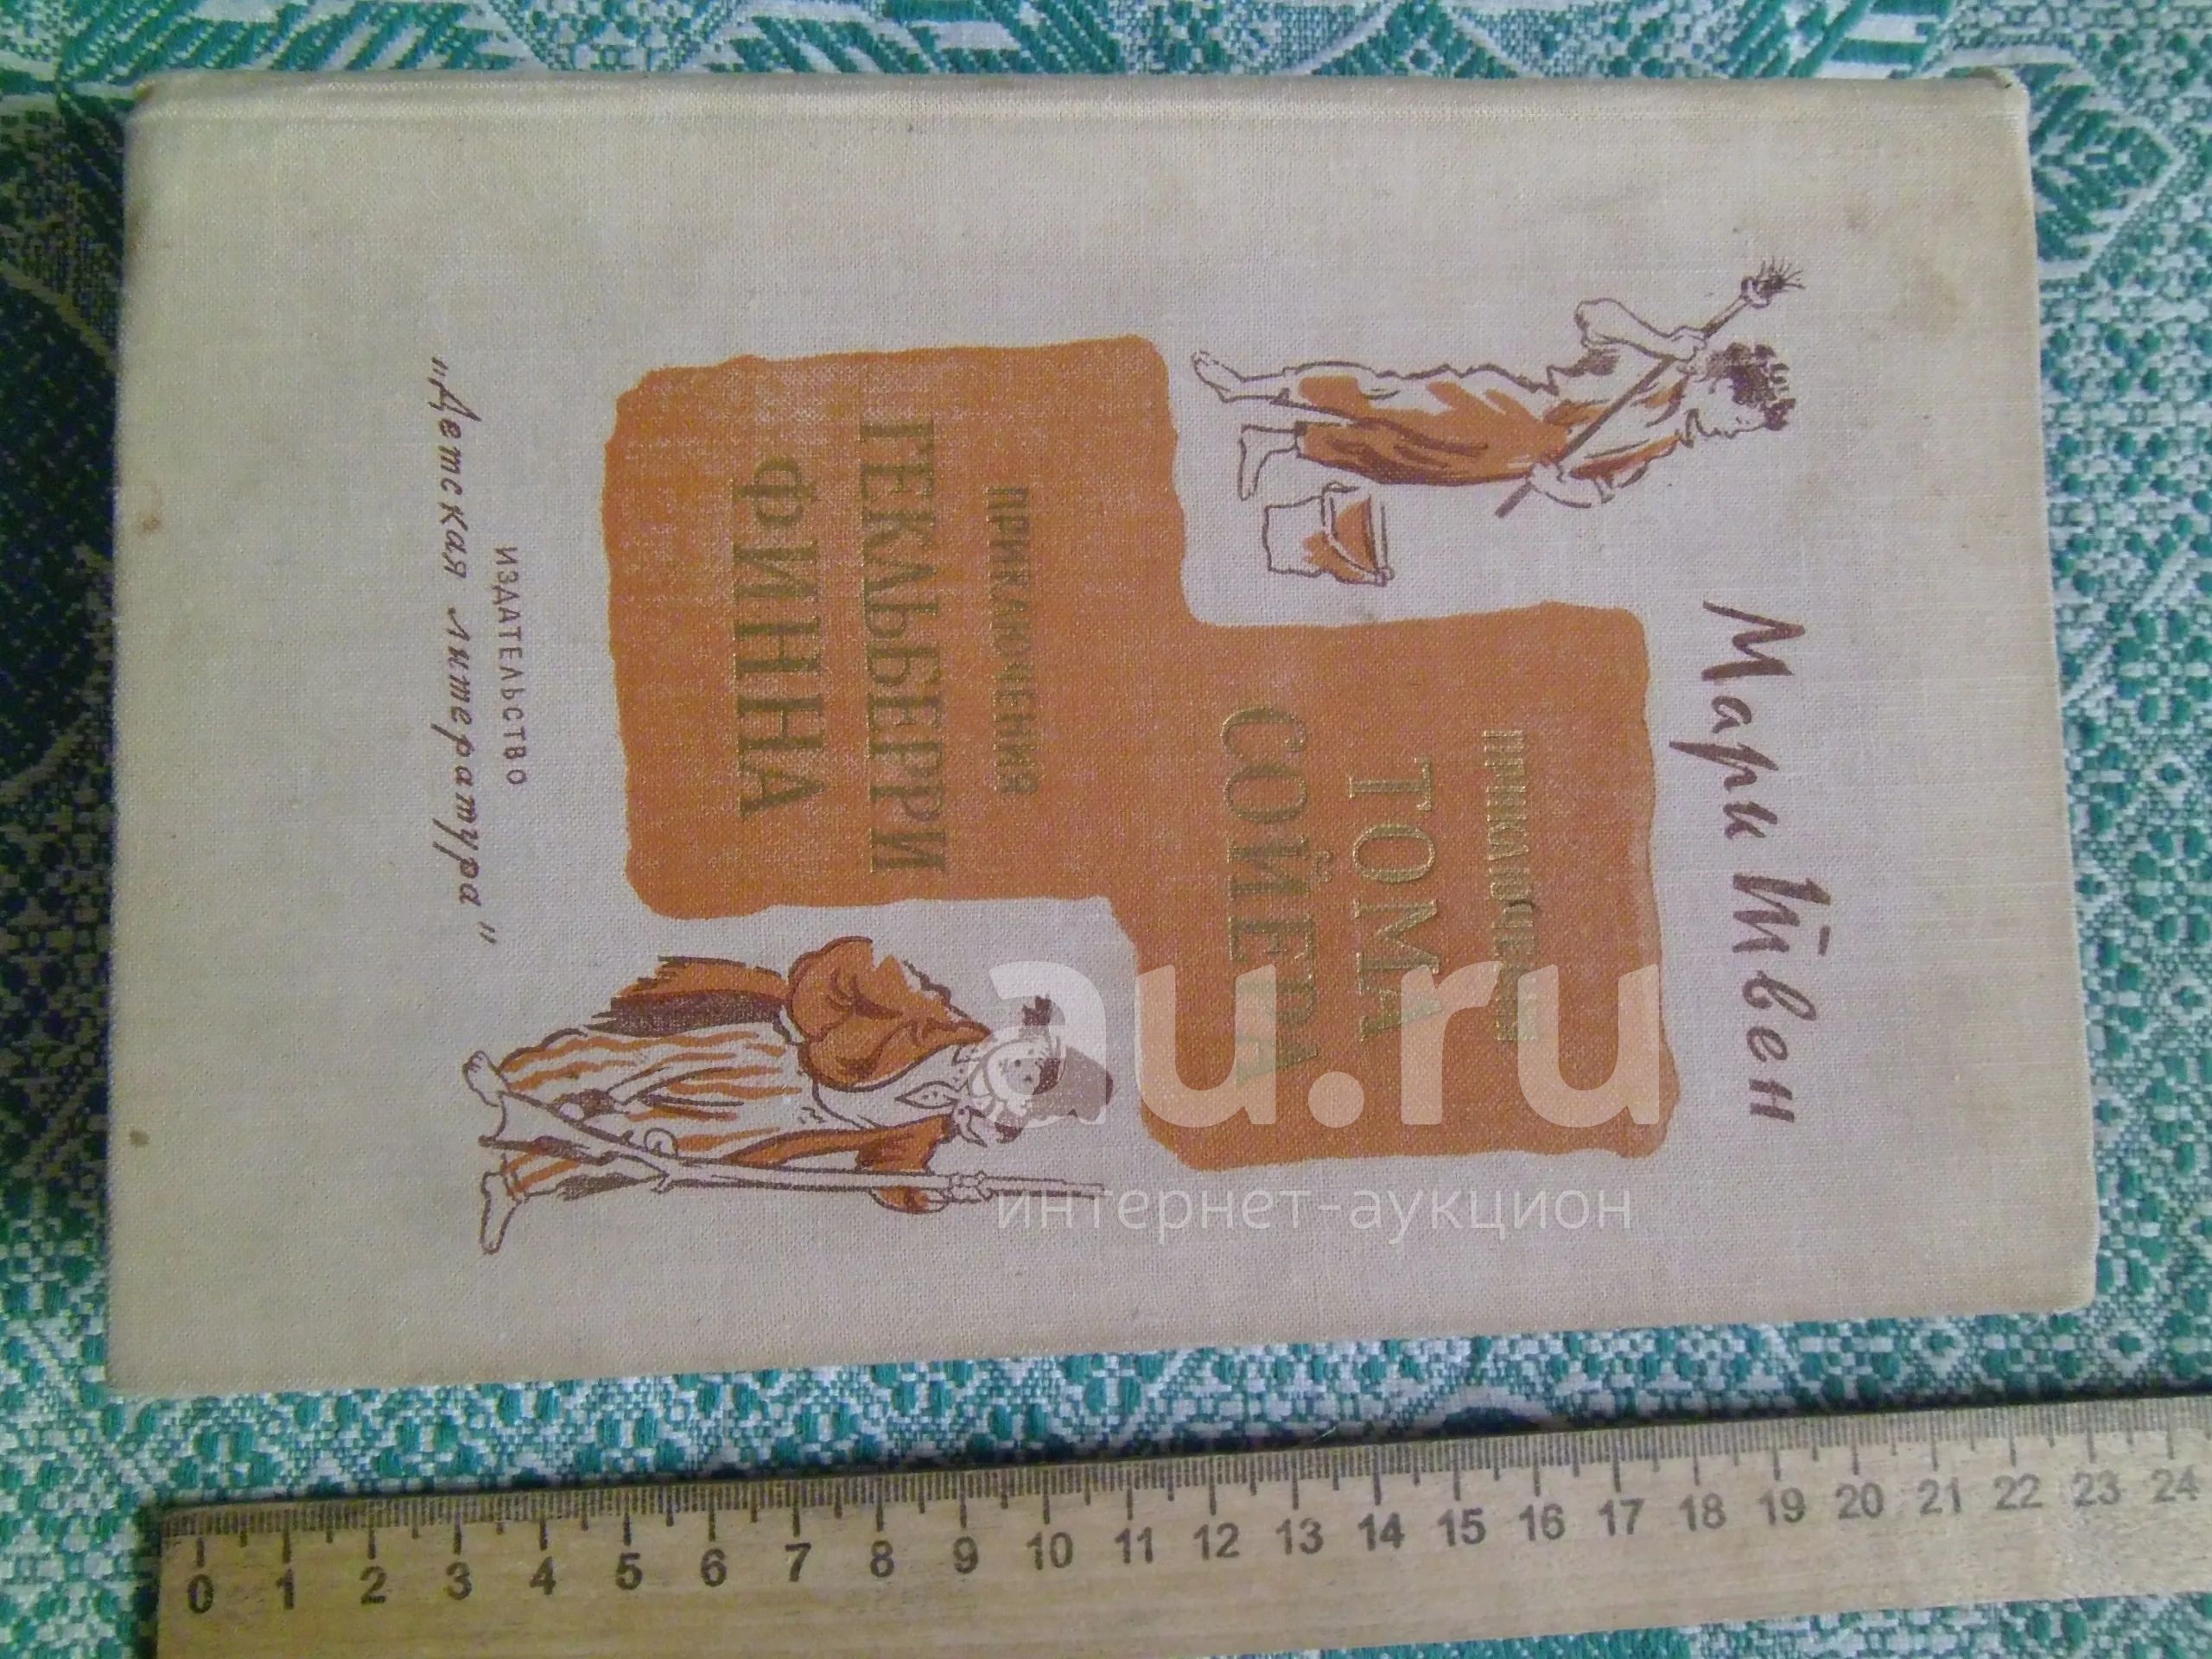 Марк Твен
ПРИКЛЮЧЕНИЯ
ТОМА
СОЙЕРА
ПРИКЛЮЧЕНИЯ
ГЕКЛЬБЕРРИ
ФИННА
ИЗДАТЕЛЬСТВО
"Детская литература"
au.ru
интернет-аукцион
0 1 2 3 4 5 6 7 8 9 10 11 12 13 14 15 16 17 18 19 20 21 22 23 24